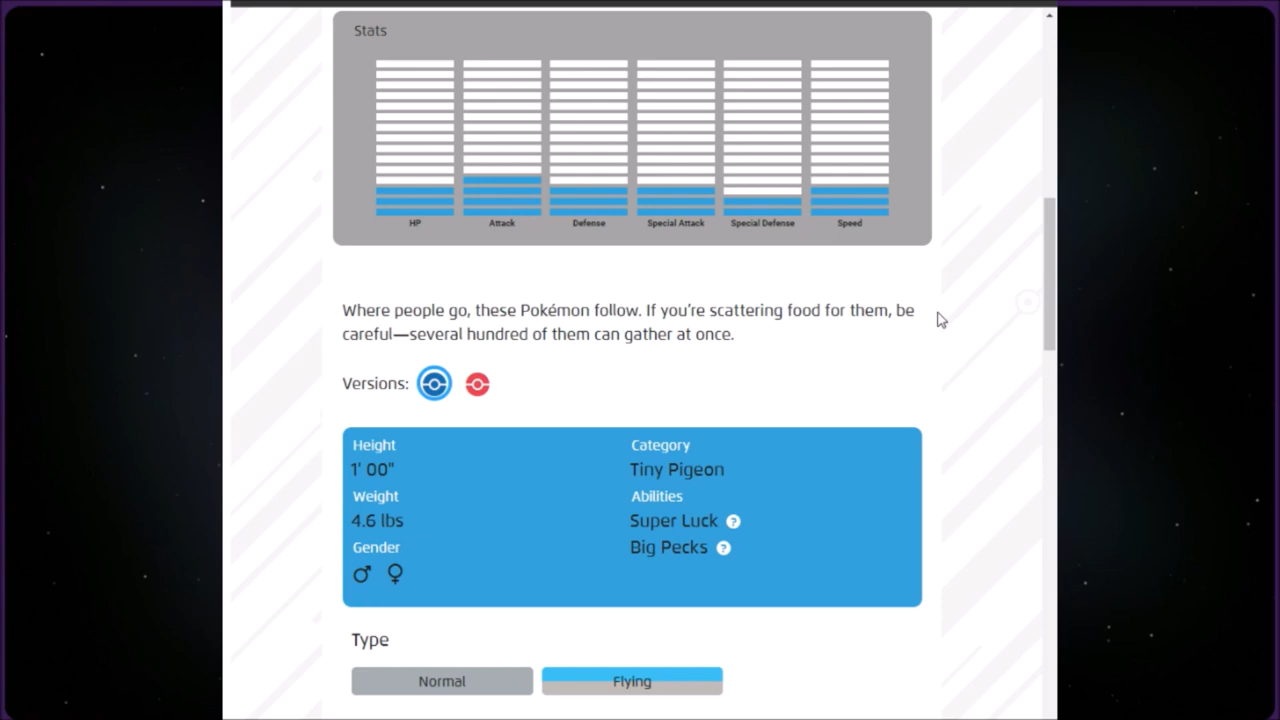 Stats
HP Attack Defense Special Attack Special Defense Speed
Where people go, these Pokémon follow. If you're scattering food for them, be
careful—several hundred of them can gather at once.
Versions:
Height
1' 00"
Weight
4.6 lbs
Gender
Category
Tiny Pigeon
Abilities
Super Luck ?
Big Pecks ?
Type
Normal Flying